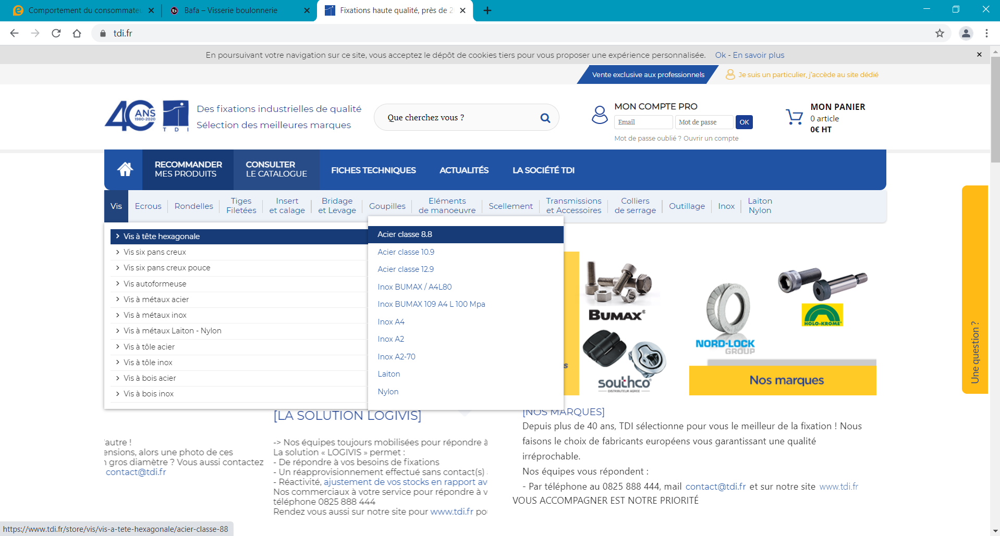 Comportement du consommate
Bafa – Visserie boulonnerie
Fixations haute qualité, près de 2
tdi.fr
En poursuivant votre navigation sur ce site, vous acceptez le dépôt de cookies tiers pour vous proposer une expérience personnalisée. Ok - En savoir plus
Vente exclusive aux professionnels
Je suis un particulier, j'accède au site dédié
40 ANS
1980-2020
TDI
Des fixations industrielles de qualité
Sélection des meilleures marques
Que cherchez vous ?
MON COMPTE PRO
Email
Mot de passe
OK
Mot de passe oublié ? Ouvrir un compte
MON PANIER
0 article
0€ HT
RECOMMANDER
MES PRODUITS
CONSULTER
LE CATALOGUE
FICHES TECHNIQUES
ACTUALITÉS
LA SOCIÉTÉ TDI
Vis
Ecrous
Rondelles
Tiges
Filetées
Insert
et calage
Bridage
et Levage
Goupilles
Eléments
de manoeuvre
Scellement
Transmissions
et Accessoires
Colliers
de serrage
Outillage
Inox
Laiton
Nylon
Vis à tête hexagonale
Vis six pans creux
Vis six pans creux pouce
Vis autoformeuse
Vis à métaux acier
Vis à métaux inox
Vis à métaux Laiton - Nylon
Vis à tôle acier
Vis à tôle inox
Vis à bois acier
Vis à bois inox
Acier classe 8.8
Acier classe 10.9
Acier classe 12.9
Inox BUMAX / A4L80
Inox BUMAX 109 A4 L 100 Mpa
Inox A4
Inox A2
Inox A2-70
Laiton
Nylon
s
BUMAX®
southco
DISTRIBUTEUR AGREE
NORD-LOCK
GROUP
HOLO-KROME
Nos marques
Une question ?
[LA SOLUTION LOGIVIS]
'autre !
ensions, alors une photo de ces
n gros diamètre ? Vous aussi contactez
contact@tdi.fr
-> Nos équipes toujours mobilisées pour répondre à
La solution « LOGIVIS » permet :
- De répondre à vos besoins de fixations
- Un réapprovisionnement effectué sans contact(s)
- Réactivité, ajustement de vos stocks en rapport av
Nos commerciaux à votre service pour répondre à v
téléphone 0825 888 444
Rendez vous aussi sur notre site pour www.tdi.fr po
[NOS MARQUES]
Depuis plus de 40 ans, TDI sélectionne pour vous le meilleur de la fixation ! Nous
faisons le choix de fabricants européens vous garantissant une qualité
irréprochable.
Nos équipes vous répondent :
- Par téléphone au 0825 888 444, mail contact@tdi.fr et sur notre site www.tdi.fr
VOUS ACCOMPAGNER EST NOTRE PRIORITÉ
https://www.tdi.fr/store/vis/vis-a-tete-hexagonale/acier-classe-88